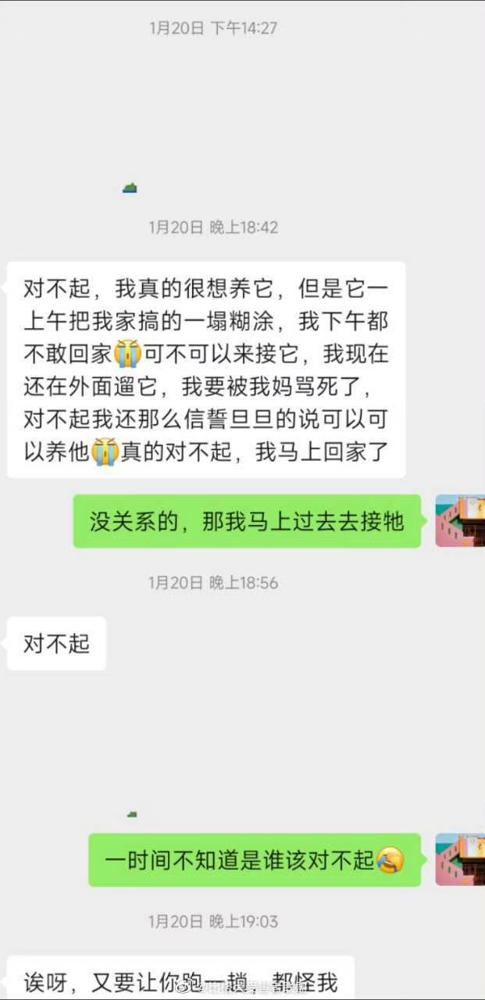 1月20日 下午14:27
1月20日 晚上18:42
对不起，我真的很想养它，但是它一
上午把我家搞的一塌糊涂，我下午都
不敢回家😭可不可以来接它，我现在
还在外面遛它，我要被我妈骂死了，
对不起我还那么信誓旦旦的说可以可
以养他😭真的对不起，我马上回家了
没关系的，那我马上过去去接牠
1月20日 晚上18:56
对不起
一时间不知道是谁该对不起
1月20日 晚上19:03
诶呀，又要让你跑一趟，都怪我